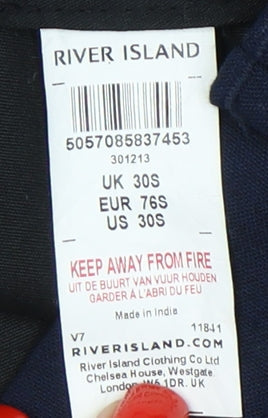 RIVER ISLAND
5057085837453
301213
UK 30S
EUR 76S
US 30S
KEEP AWAY FROM FIRE
UIT DE BUURT VAN VUUR HOUDEN
GARDER À L'ABRI DU FEU
Made in India
V7 11841
RIVERISLAND.COM
River Island Clothing Co Ltd
Chelsea House, Westgate
London W5 1DR. UK